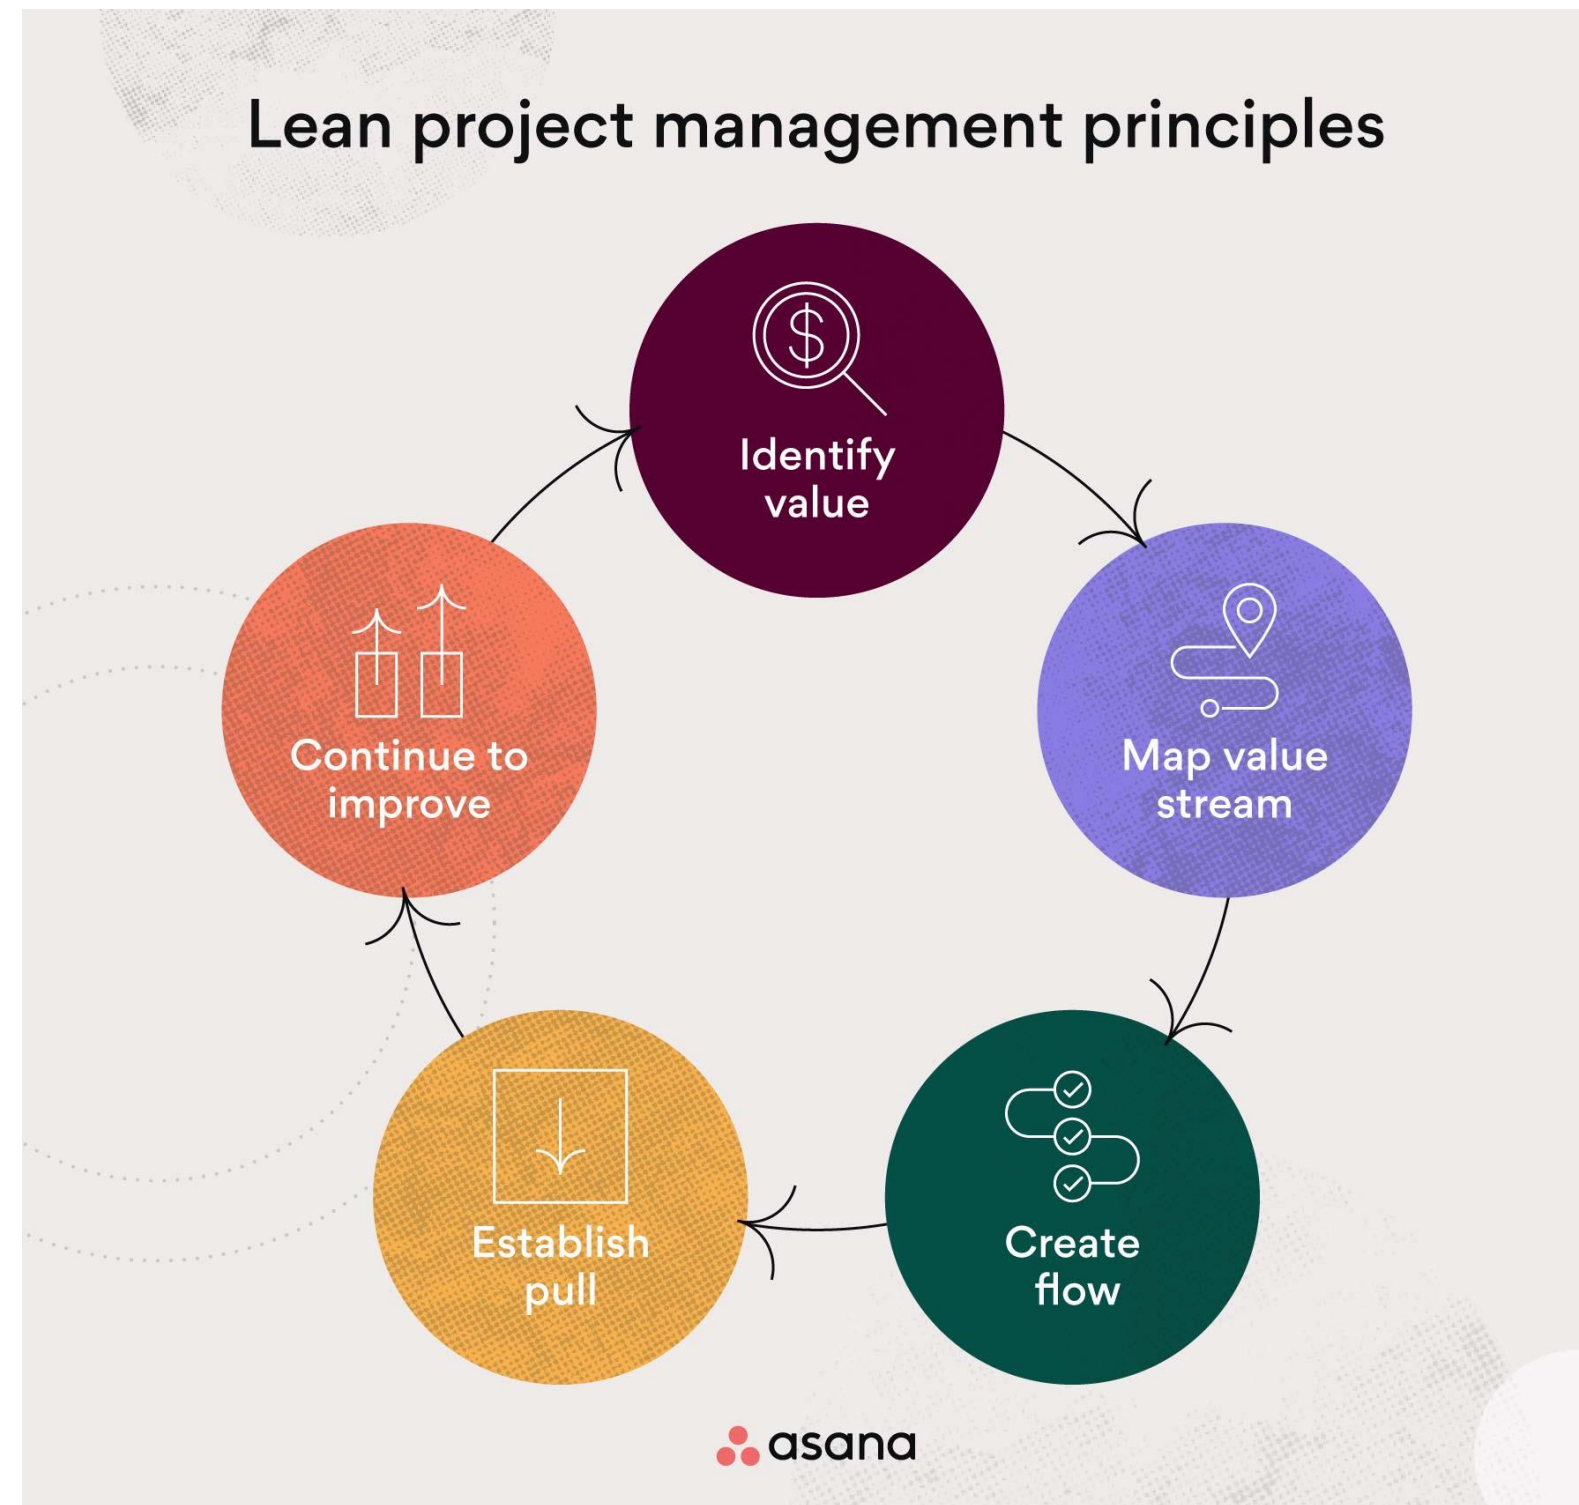 Lean project management principles
$
Identify
value
Map value
stream
Create
flow
Establish
pull
Continue to
improve
asana